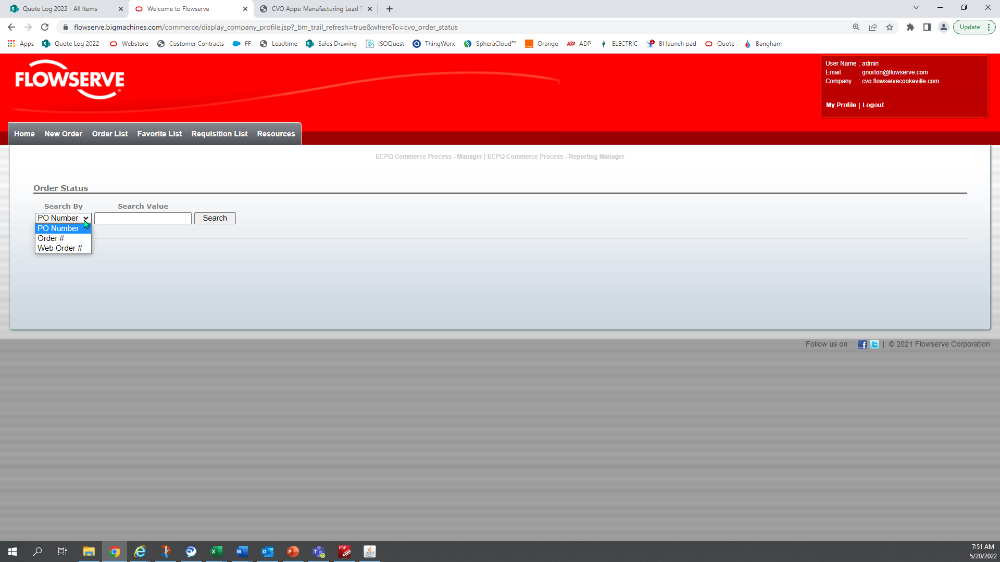 Quote Log 2022 - All Items
Welcome to Flowserve
CVO Apps: Manufacturing Lead T
flowserve.bigmachines.com/commerce/display_company_profile.jsp?_bm_trail_refresh=true&whereTo=cvo_order_status
Update
Apps Quote Log 2022 Webstore Customer Contracts FF Leadtime Sales Drawing ISOQuest ThingWorx SpheraCloud™ Orange ADP ELECTRIC BI launch pad Quote Bangham
FLOWSERVE
User Name : admin
Email : gnorton@flowserve.com
Company : cvo.flowservecookeville.com
My Profile | Logout
Home New Order Order List Favorite List Requisition List Resources
ECPQ Commerce Process - Manager | ECPQ Commerce Process - Reporting Manager
Order Status
Search By Search Value
PO Number Search
PO Number
Order #
Web Order #
Follow us on : | © 2021 Flowserve Corporation
7:51 AM
5/20/2022